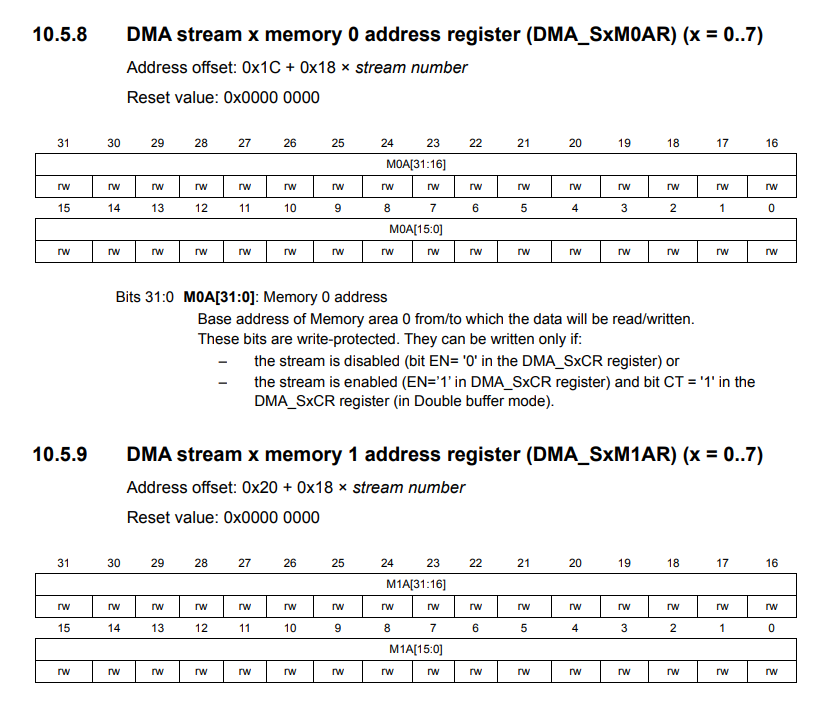 10.5.8 DMA stream x memory 0 address register (DMA_SxM0AR) (x = 0..7)
Address offset: 0x1C + 0x18 × stream number
Reset value: 0x0000 0000
31 30 29 28 27 26 25 24 23 22 21 20 19 18 17 16
M0A[31:16]
rw rw rw rw rw rw rw rw rw rw rw rw rw rw rw rw
15 14 13 12 11 10 9 8 7 6 5 4 3 2 1 0
M0A[15:0]
rw rw rw rw rw rw rw rw rw rw rw rw rw rw rw rw
Bits 31:0 M0A[31:0]: Memory 0 address
Base address of Memory area 0 from/to which the data will be read/written.
These bits are write-protected. They can be written only if:
– the stream is disabled (bit EN= '0' in the DMA_SxCR register) or
– the stream is enabled (EN='1' in DMA_SxCR register) and bit CT = '1' in the
DMA_SxCR register (in Double buffer mode).
10.5.9 DMA stream x memory 1 address register (DMA_SxM1AR) (x = 0..7)
Address offset: 0x20 + 0x18 × stream number
Reset value: 0x0000 0000
31 30 29 28 27 26 25 24 23 22 21 20 19 18 17 16
M1A[31:16]
rw rw rw rw rw rw rw rw rw rw rw rw rw rw rw rw
15 14 13 12 11 10 9 8 7 6 5 4 3 2 1 0
M1A[15:0]
rw rw rw rw rw rw rw rw rw rw rw rw rw rw rw rw